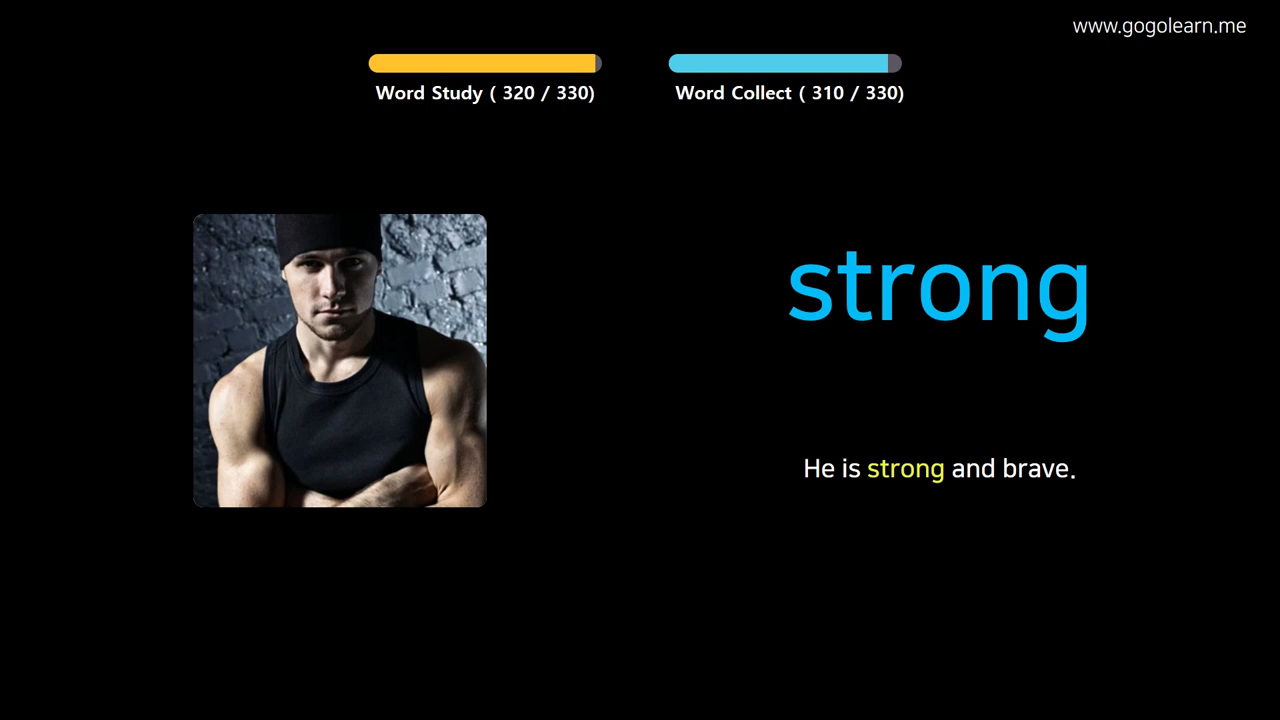 www.gogolearn.me
Word Study ( 320 / 330)
Word Collect ( 310 / 330)
strong
He is strong and brave.